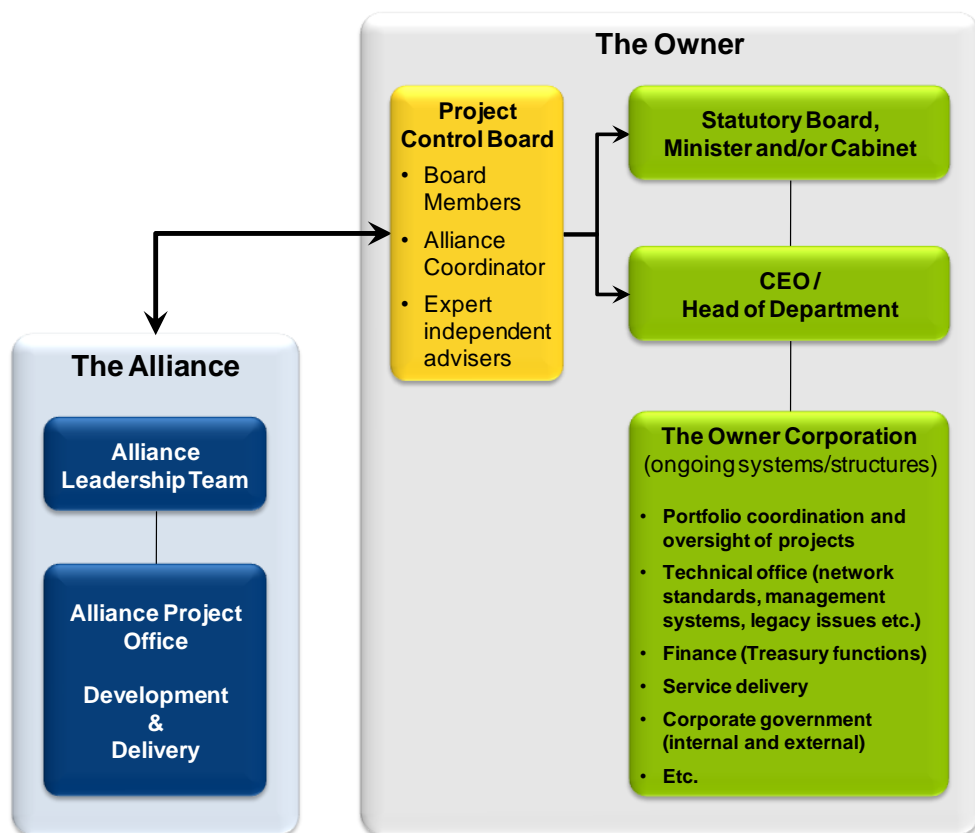 The Owner
Project
Control Board
• Board
Members
• Alliance
Coordinator
• Expert
independent
advisers
Statutory Board,
Minister and/or Cabinet
CEO /
Head of Department
The Owner Corporation
(ongoing systems/structures)
• Portfolio coordination and
oversight of projects
• Technical office (network
standards, management
systems, legacy issues etc.)
• Finance (Treasury functions)
• Service delivery
• Corporate government
(internal and external)
• Etc.
The Alliance
Alliance
Leadership Team
Alliance Project
Office
Development
&
Delivery